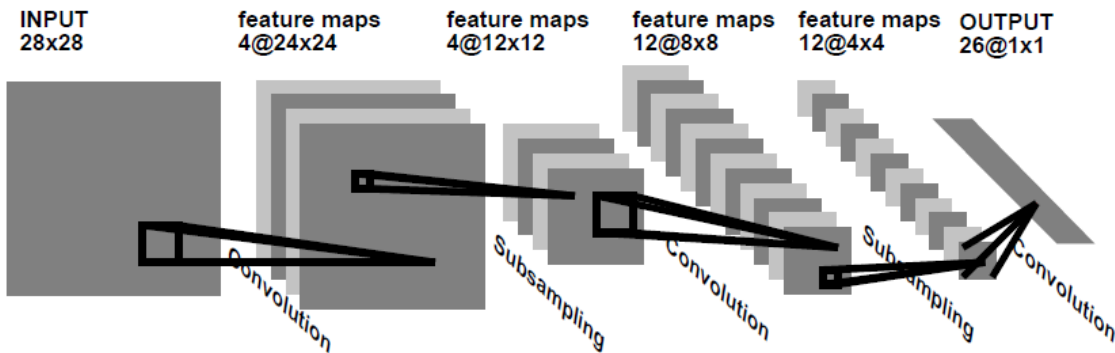 INPUT
28x28
feature maps
4@24x24
feature maps
4@12x12
feature maps
12@8x8
feature maps
12@4x4
OUTPUT
26@1x1
Convolution
Subsampling
Convolution
Subsampling
Convolution